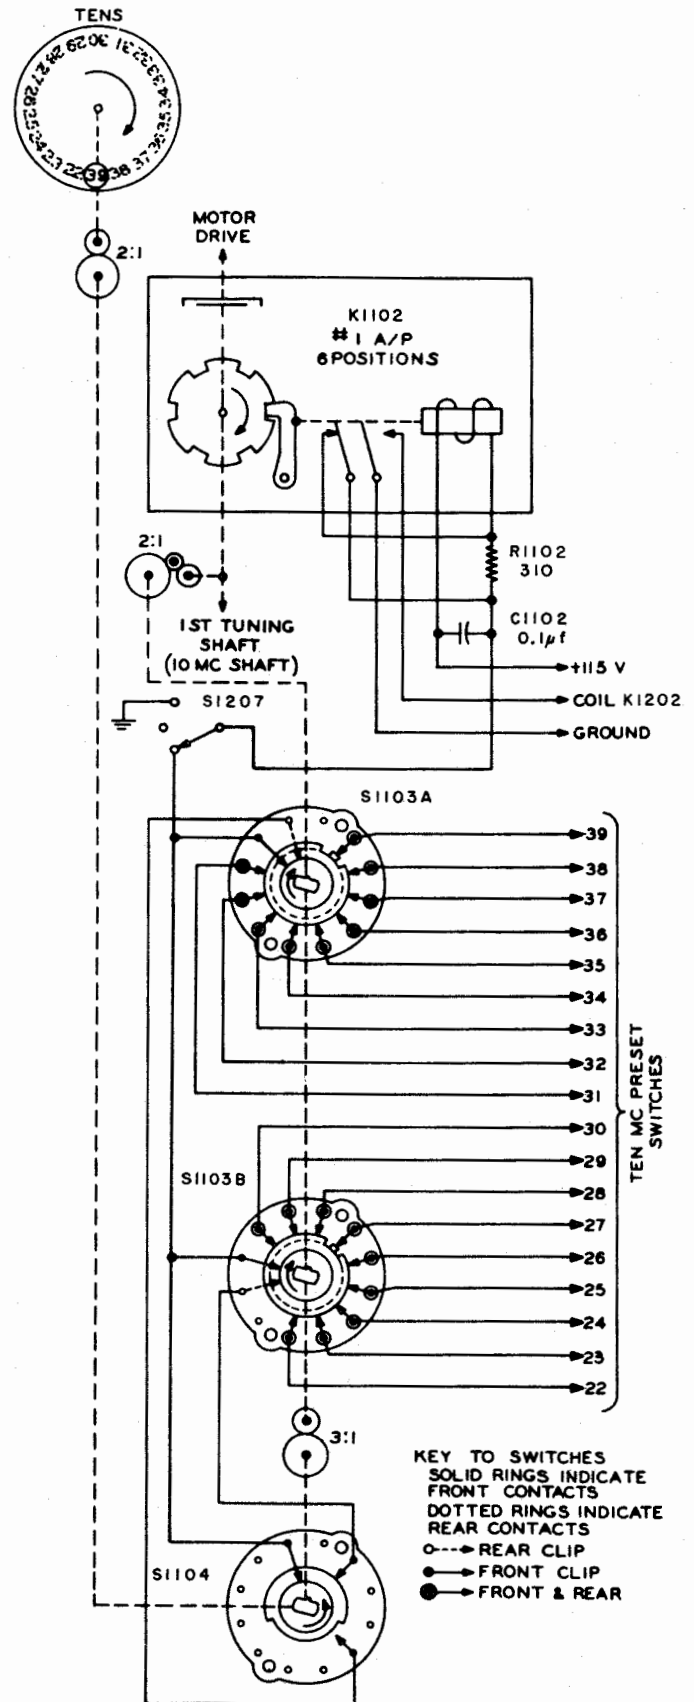 TENS
22 23 24 25 26 27 28 29 30 31 32 33 34 35 36 37 38 39
2:1
MOTOR
DRIVE
K1102
# 1 A/P
6 POSITIONS
2:1
R1102
310
C1102
0.1μf
1ST TUNING
SHAFT
(10 MC SHAFT)
+115 V
COIL K1202
GROUND
S1207
S1103A
39
38
37
36
35
34
33
32
31
30
29
28
27
26
25
24
23
22
TEN MC PRESET
SWITCHES
S1103B
3:1
KEY TO SWITCHES
SOLID RINGS INDICATE
FRONT CONTACTS
DOTTED RINGS INDICATE
REAR CONTACTS
REAR CLIP
FRONT CLIP
FRONT & REAR
S1104